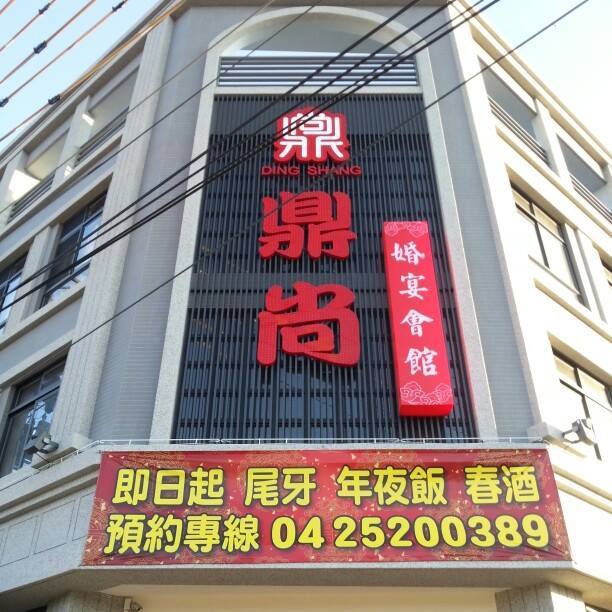 DING SHANG
鼎尚
婚宴會館
即日起 尾牙 年夜飯 春酒
預約專線 04 25200389